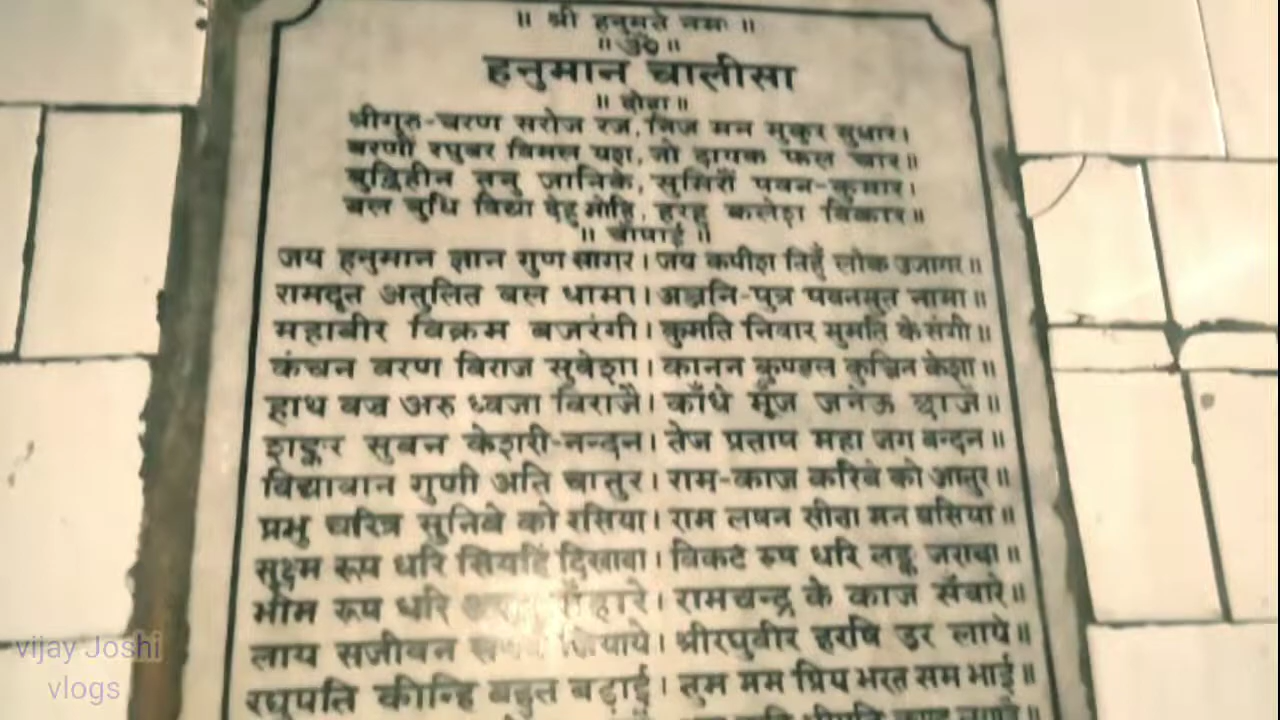 ॥ श्री हनुमते नमः ॥
॥ ॐ ॥
हनुमान चालीसा
॥ दोहा ॥
श्रीगुरु-चरण सरोज रज, निज मन मुकुर सुधार।
बरणौं रघुबर बिमल यश, जो दायक फल चार॥
बुद्धिहीन तनु जानिके, सुमिरौं पवन-कुमार।
बल बुधि विद्या देहु मोहि, हरहु कलेश विकार॥
॥ चौपाई ॥
जय हनुमान ज्ञान गुण सागर। जय कपीश तिहुँ लोक उजागर॥
रामदूत अतुलित बल धामा। अञ्जनि-पुत्र पवनसुत नामा॥
महाबीर विक्रम बजरंगी। कुमति निवार सुमति के संगी॥
कंचन बरण बिराज सुबेशा। कानन कुण्डल कुञ्चित केशा॥
हाथ बज्र अरु ध्वजा बिराजै। काँधे मूँज जनेऊ छाजे॥
शङ्कर सुबन केशरी-नन्दन। तेज प्रताप महा जग बन्दन॥
विद्यावान गुणी अति चातुर। राम-काज करिबे को आतुर॥
प्रभु चरित्र सुनिबे को रसिया। राम लषन सीता मन बसिया॥
सूक्ष्म रूप धरि सियहिं दिखावा। विकट रूप धरि लङ्क जरावा॥
भीम रूप धरि सँहारे। रामचन्द्र के काज सँवारे॥
लाय सजीवन जियाये। श्रीरघुवीर हरषि उर लाये॥
रघुपति कीन्हि बहुत बढ़ाई। तुम मम प्रिय भरत सम भाई॥
vijay Joshi
vlogs